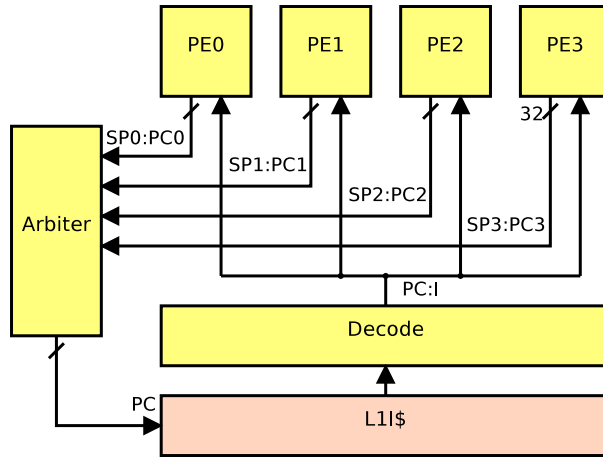 PE0
PE1
PE2
PE3
32
SP0:PC0
SP1:PC1
SP2:PC2
SP3:PC3
Arbiter
PC:I
Decode
PC
L1I$